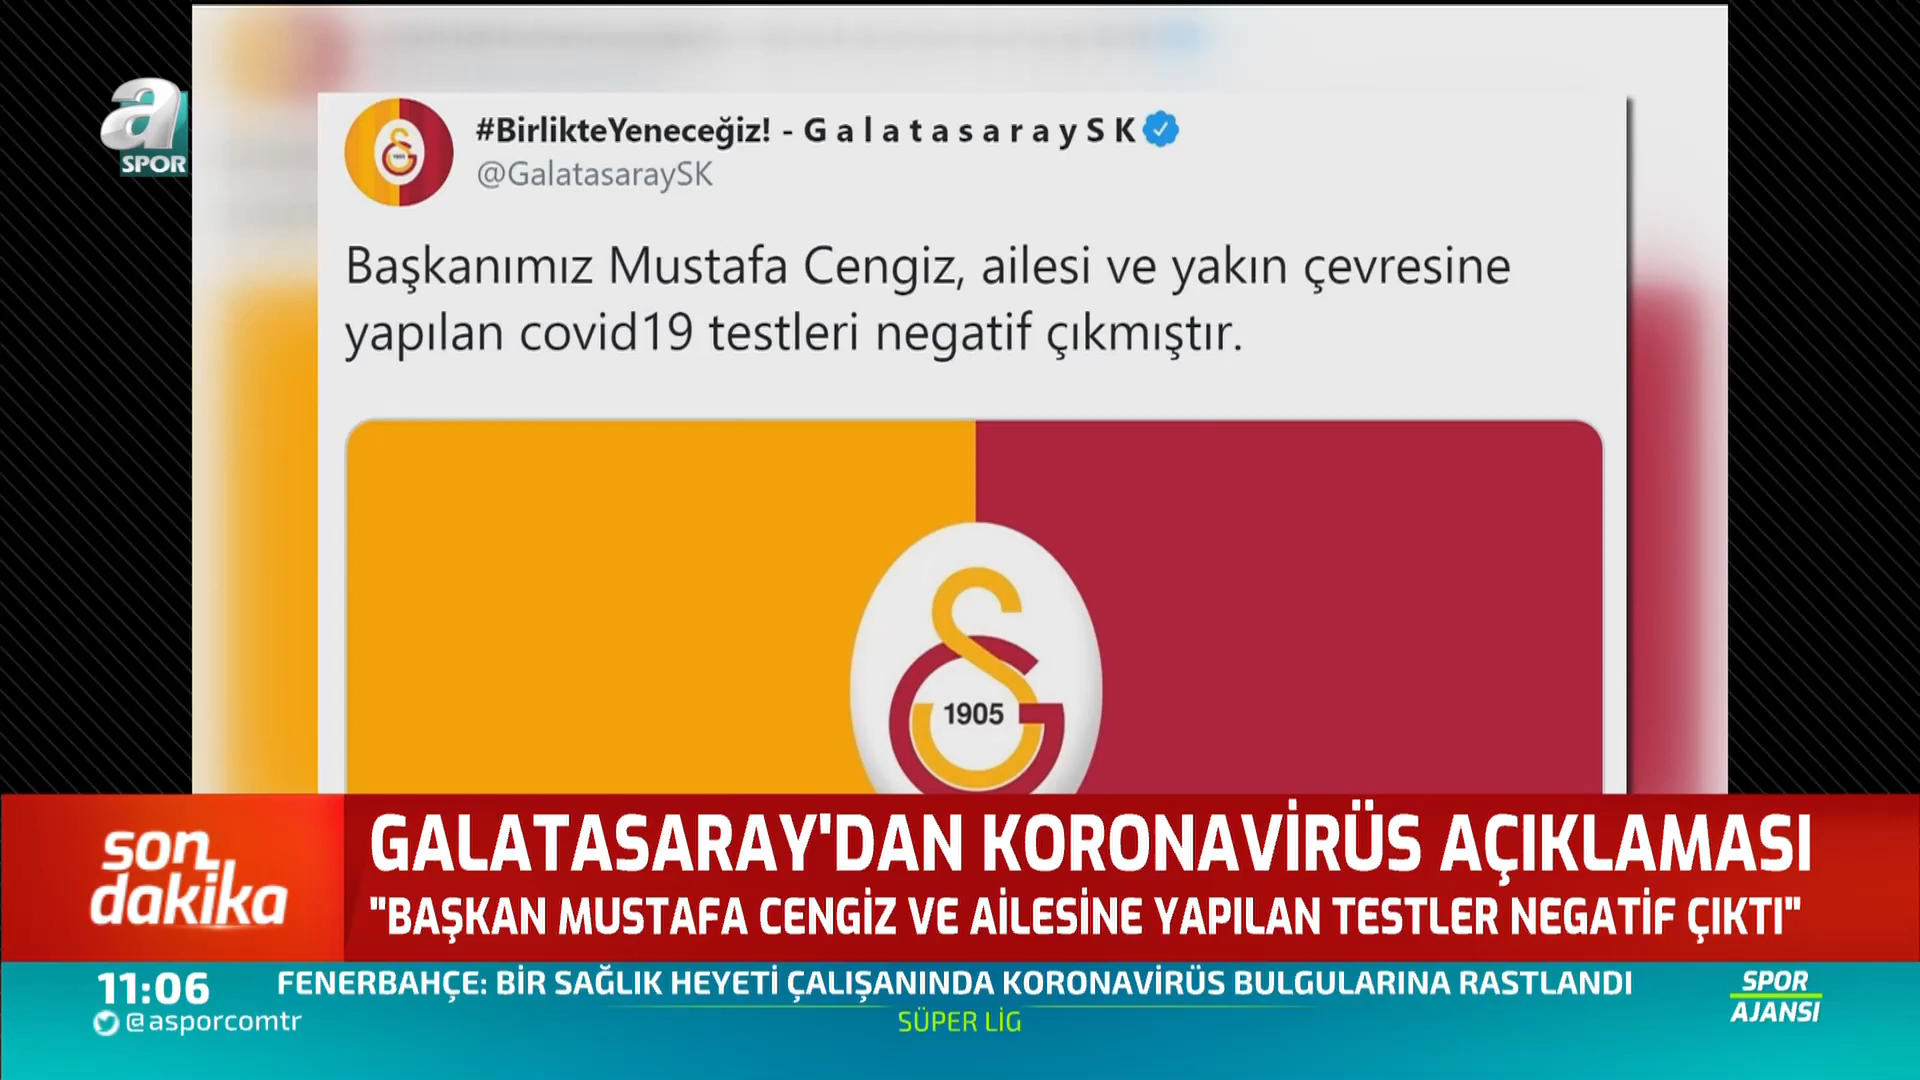 a
SPOR
#BirlikteYeneceğiz! - G a l a t a s a r a y S K
@GalatasaraySK
Başkanımız Mustafa Cengiz, ailesi ve yakın çevresine
yapılan covid19 testleri negatif çıkmıştır.
1905
son dakika
GALATASARAY'DAN KORONAVİRÜS AÇIKLAMASI
"BAŞKAN MUSTAFA CENGİZ VE AİLESİNE YAPILAN TESTLER NEGATİF ÇIKTI"
11:06
FENERBAHÇE: BİR SAĞLIK HEYETİ ÇALIŞANINDA KORONAVİRÜS BULGULARINA RASTLANDI
@asporcomtr
SÜPER LİG
SPOR
AJANSI